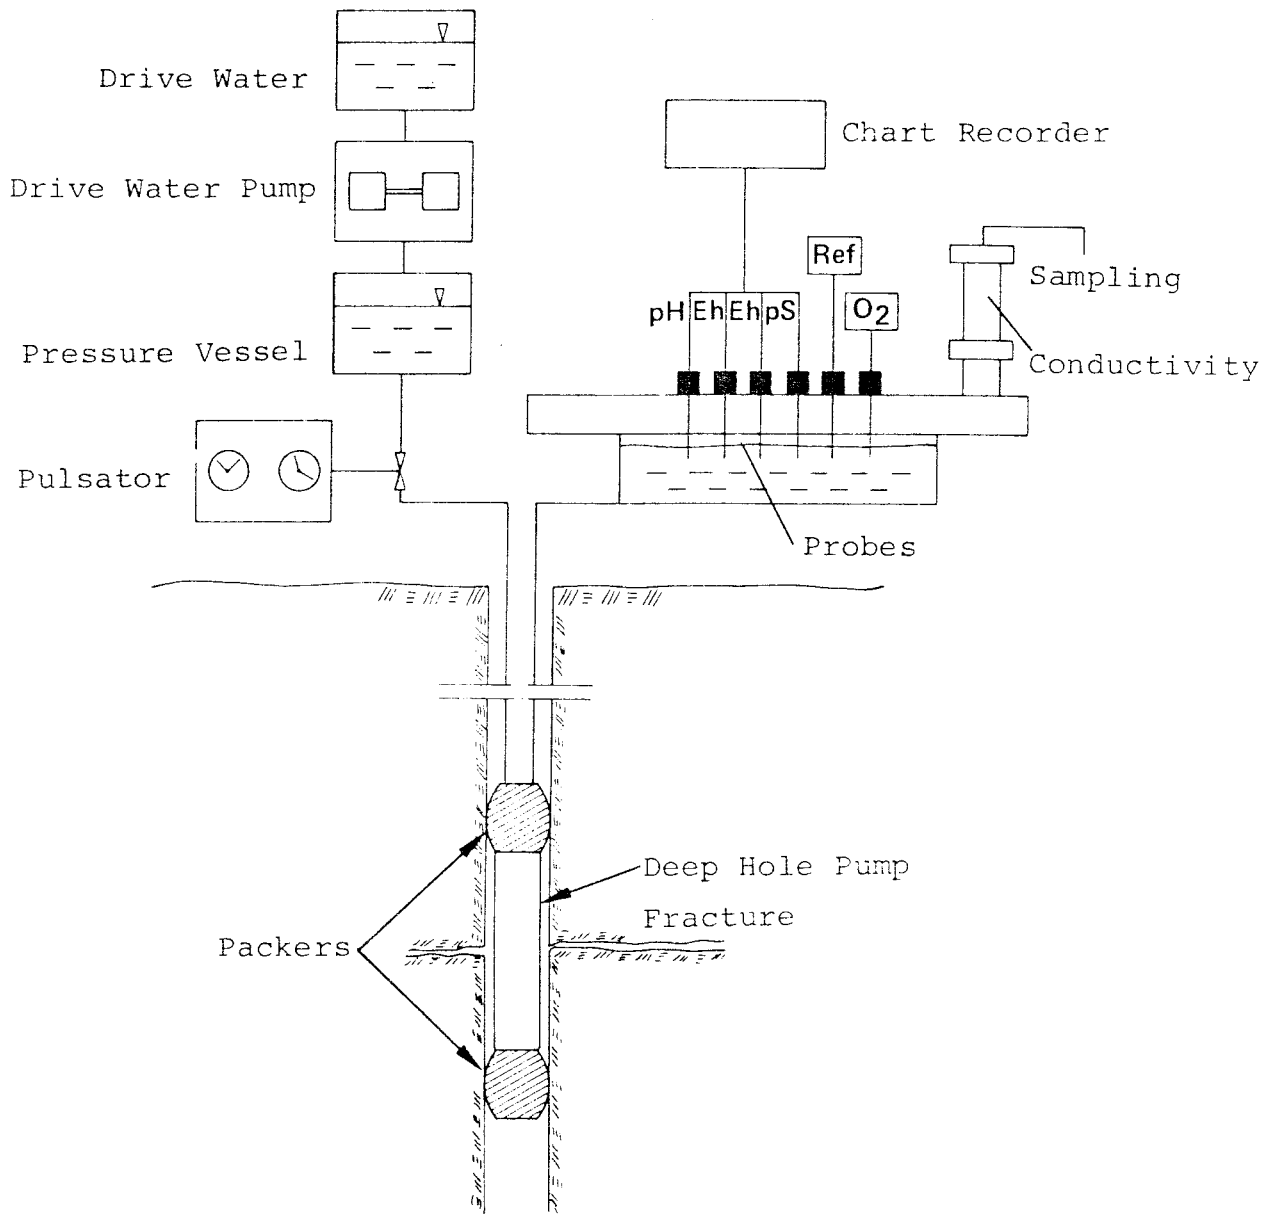 Drive Water
Chart Recorder
Drive Water Pump
Ref
Sampling
pH Eh Eh pS
O2
Pressure Vessel
Conductivity
Pulsator
Probes
Deep Hole Pump
Fracture
Packers